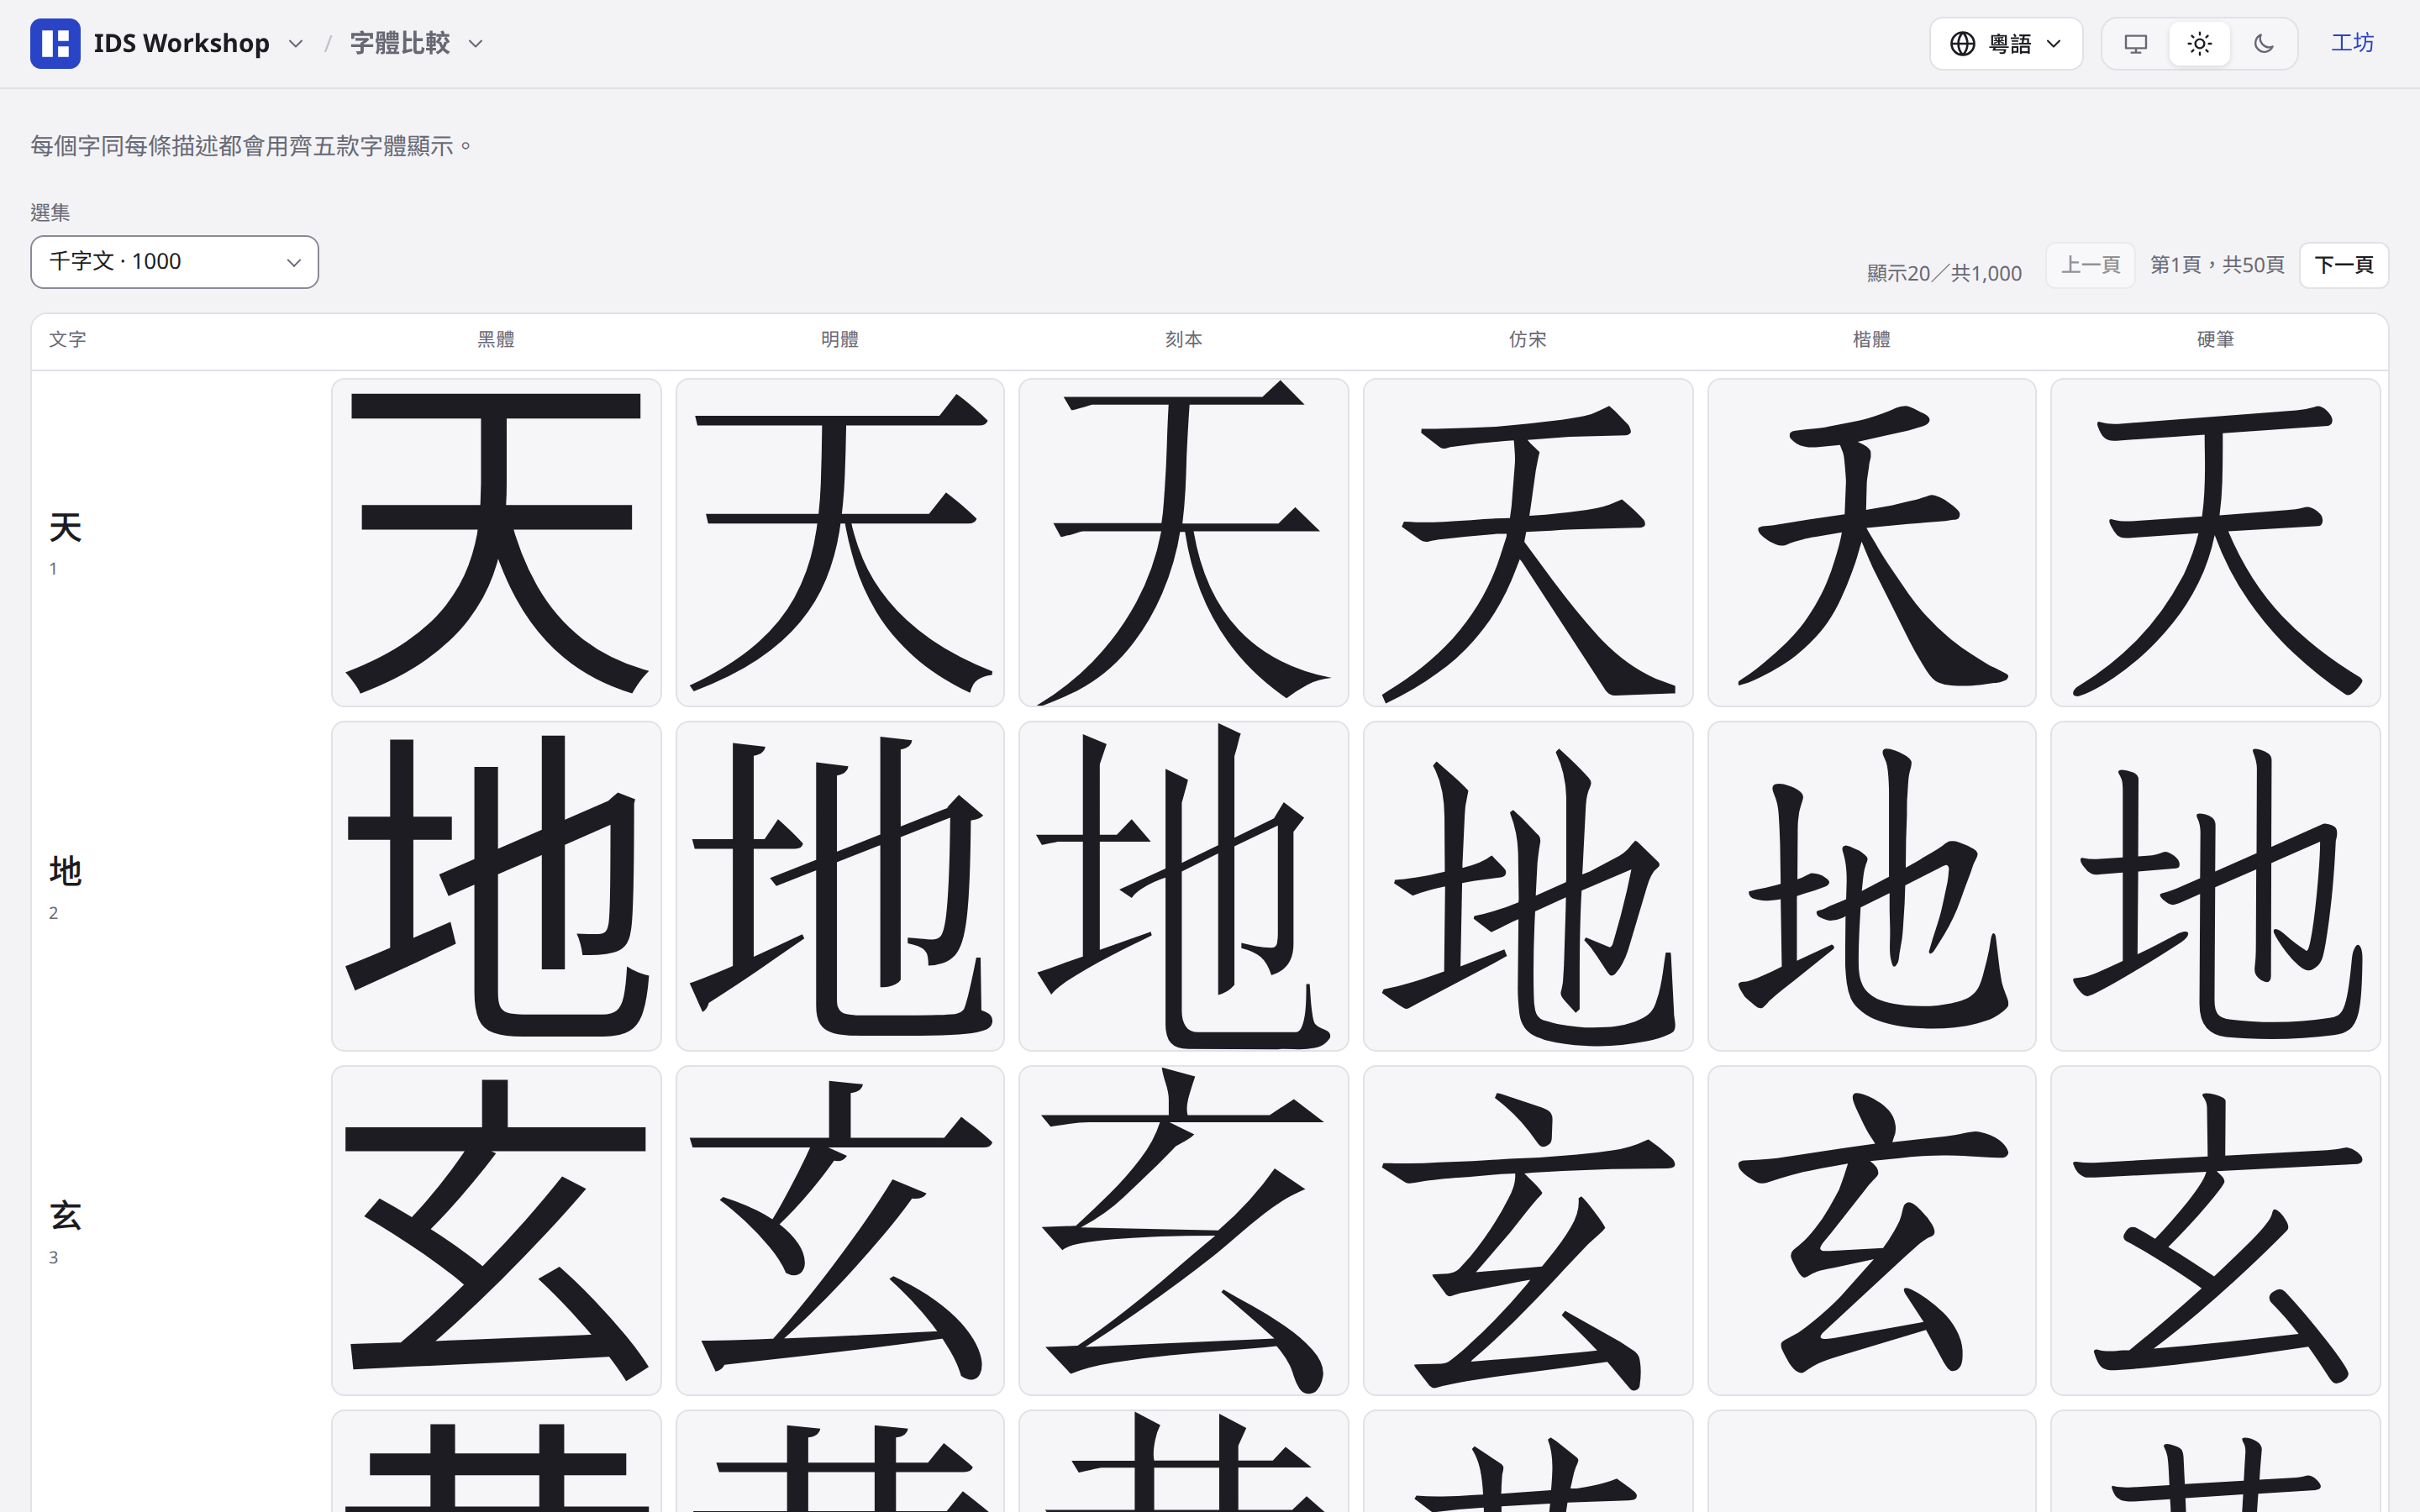 IDS Workshop / 字體比較
粵語
工坊
每個字同每條描述都會用齊五款字體顯示。
選集
千字文 · 1000
顯示20／共1,000
上一頁
第1頁，共50頁
下一頁
文字 黑體 明體 刻本 仿宋 楷體 硬筆
天 天 天 天 天 天 天
1
地 地 地 地 地 地 地
2
玄 玄 玄 玄 玄 玄 玄
3